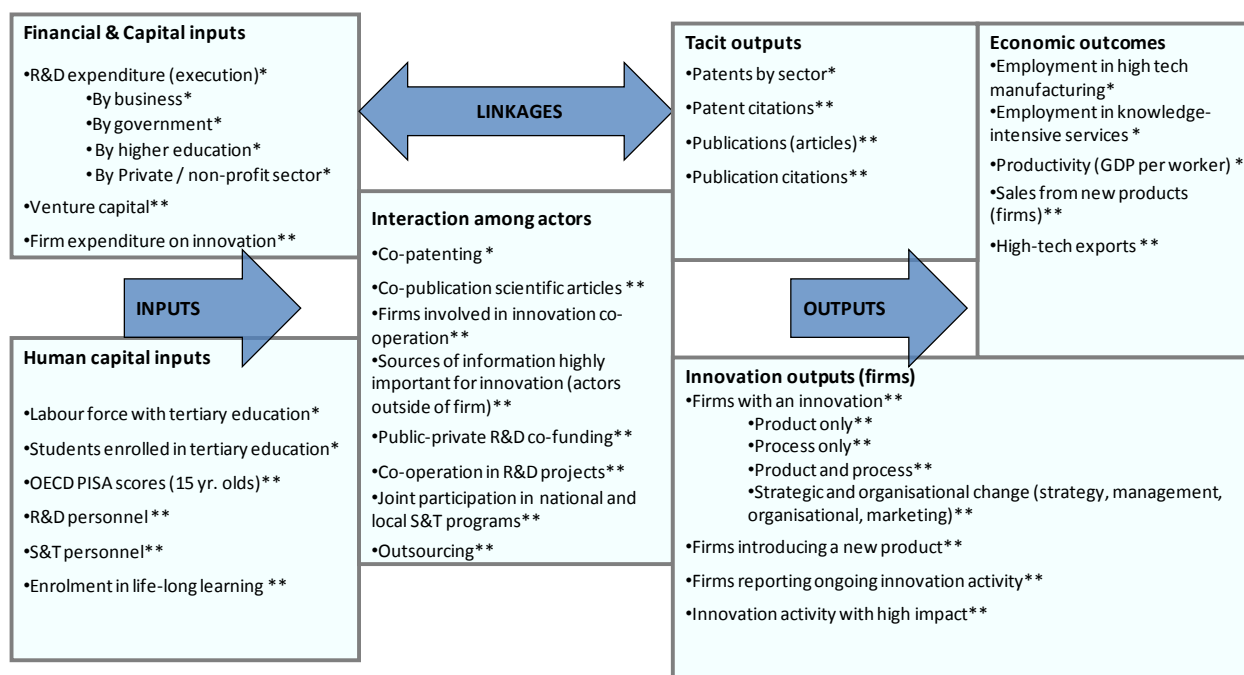 Financial & Capital inputs
•R&D expenditure (execution)*
•By business*
•By government*
•By higher education*
•By Private / non-profit sector*
•Venture capital**
•Firm expenditure on innovation**
INPUTS
Human capital inputs
•Labour force with tertiary education*
•Students enrolled in tertiary education*
•OECD PISA scores (15 yr. olds)**
•R&D personnel**
•S&T personnel**
•Enrolment in life-long learning **
LINKAGES
Interaction among actors
•Co-patenting *
•Co-publication scientific articles **
•Firms involved in innovation co-
operation**
•Sources of information highly
important for innovation (actors
outside of firm)**
•Public-private R&D co-funding**
•Co-operation in R&D projects**
•Joint participation in national and
local S&T programs**
•Outsourcing**
Tacit outputs
•Patents by sector*
•Patent citations**
•Publications (articles)**
•Publication citations**
Economic outcomes
•Employment in high tech
manufacturing*
•Employment in knowledge-
intensive services *
•Productivity (GDP per worker) *
•Sales from new products
(firms)**
•High-tech exports **
OUTPUTS
Innovation outputs (firms)
•Firms with an innovation**
•Product only**
•Process only**
•Product and process**
•Strategic and organisational change (strategy, management,
organisational, marketing)**
•Firms introducing a new product**
•Firms reporting ongoing innovation activity**
•Innovation activity with high impact**